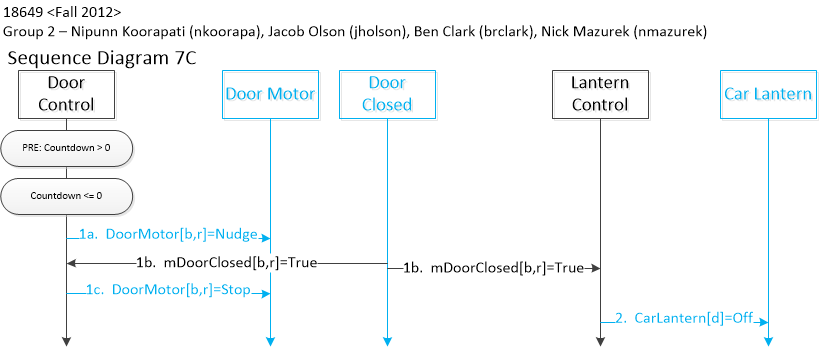 18649 <Fall 2012>
Group 2 – Nipunn Koorapati (nkoorapa), Jacob Olson (jholson), Ben Clark (brclark), Nick Mazurek (nmazurek)
Sequence Diagram 7C
Door
Control
Door Motor
Door
Closed
Lantern
Control
Car Lantern
PRE: Countdown > 0
Countdown <= 0
1a. DoorMotor[b,r]=Nudge
1b. mDoorClosed[b,r]=True
1b. mDoorClosed[b,r]=True
1c. DoorMotor[b,r]=Stop
2. CarLantern[d]=Off